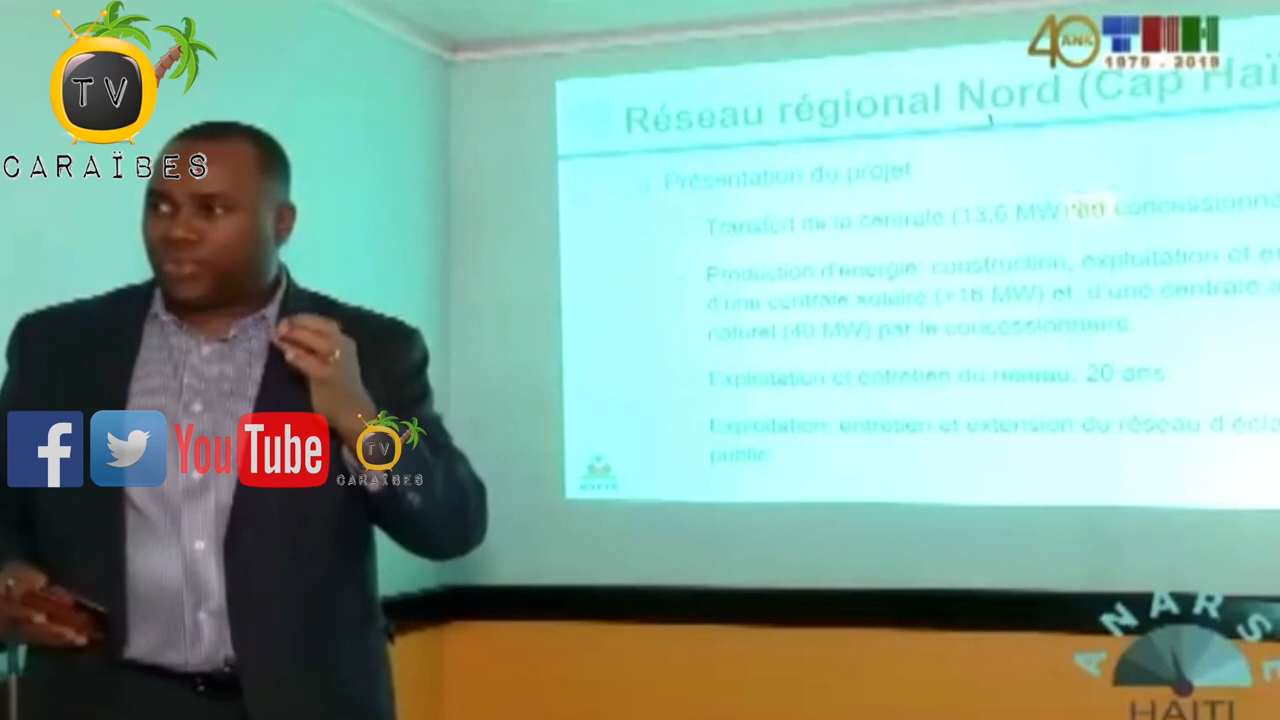 TV
CARAÏBES
40 ANS TNH
1979 - 2019
Réseau régional Nord (Cap Haï
Présentation du projet
Transfert de la centrale (13,6 MW) au concessionna
Production d'énergie: construction, exploitation et e
d'une centrale solaire (+16 MW) et, d'une centrale a
naturel (40 MW) par le concessionnaire.
Exploitation et entretien du réseau, 20 ans
Exploitation, entretien et extension du réseau d'écla
public
f
You Tube
TV
CARAÏBES
ANARSE
HAITI